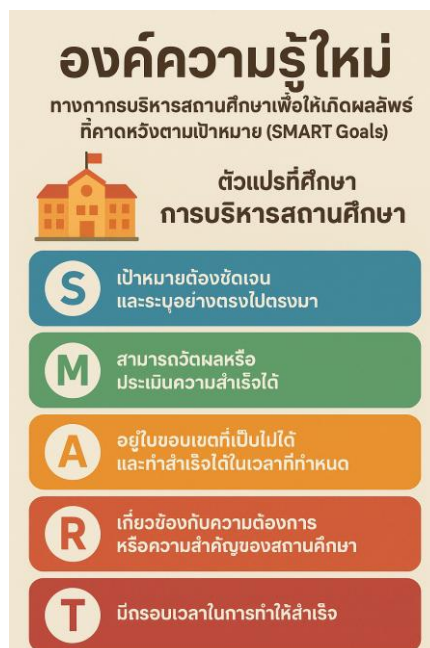 องค์ความรู้ใหม่
ทางกากรบริหารสถานศึกษาเพื่อให้เกิดผลลัพร์
ที่คาดหวังตามเป้าหมาย (SMART Goals)
ตัวแปรที่ศึกษา
การบริหารสถานศึกษา
S
เป้าหมายต้องชัดเจน
และระบุอย่างตรงไปตรงมา
M
สามารถวัตผลหรือ
ประเมินความสำเร็จได้
A
อยู่ใบขอบเขตที่เป็บไม่ได้
และทำสำเร็จได้ในเวลาที่ทำหนด
R
เกี่ยวช้องกับความต้องการ
หรือความสำคัญของสถานคึกษา
T
มีกรอบเวลาในการทำให้สำเร็จ